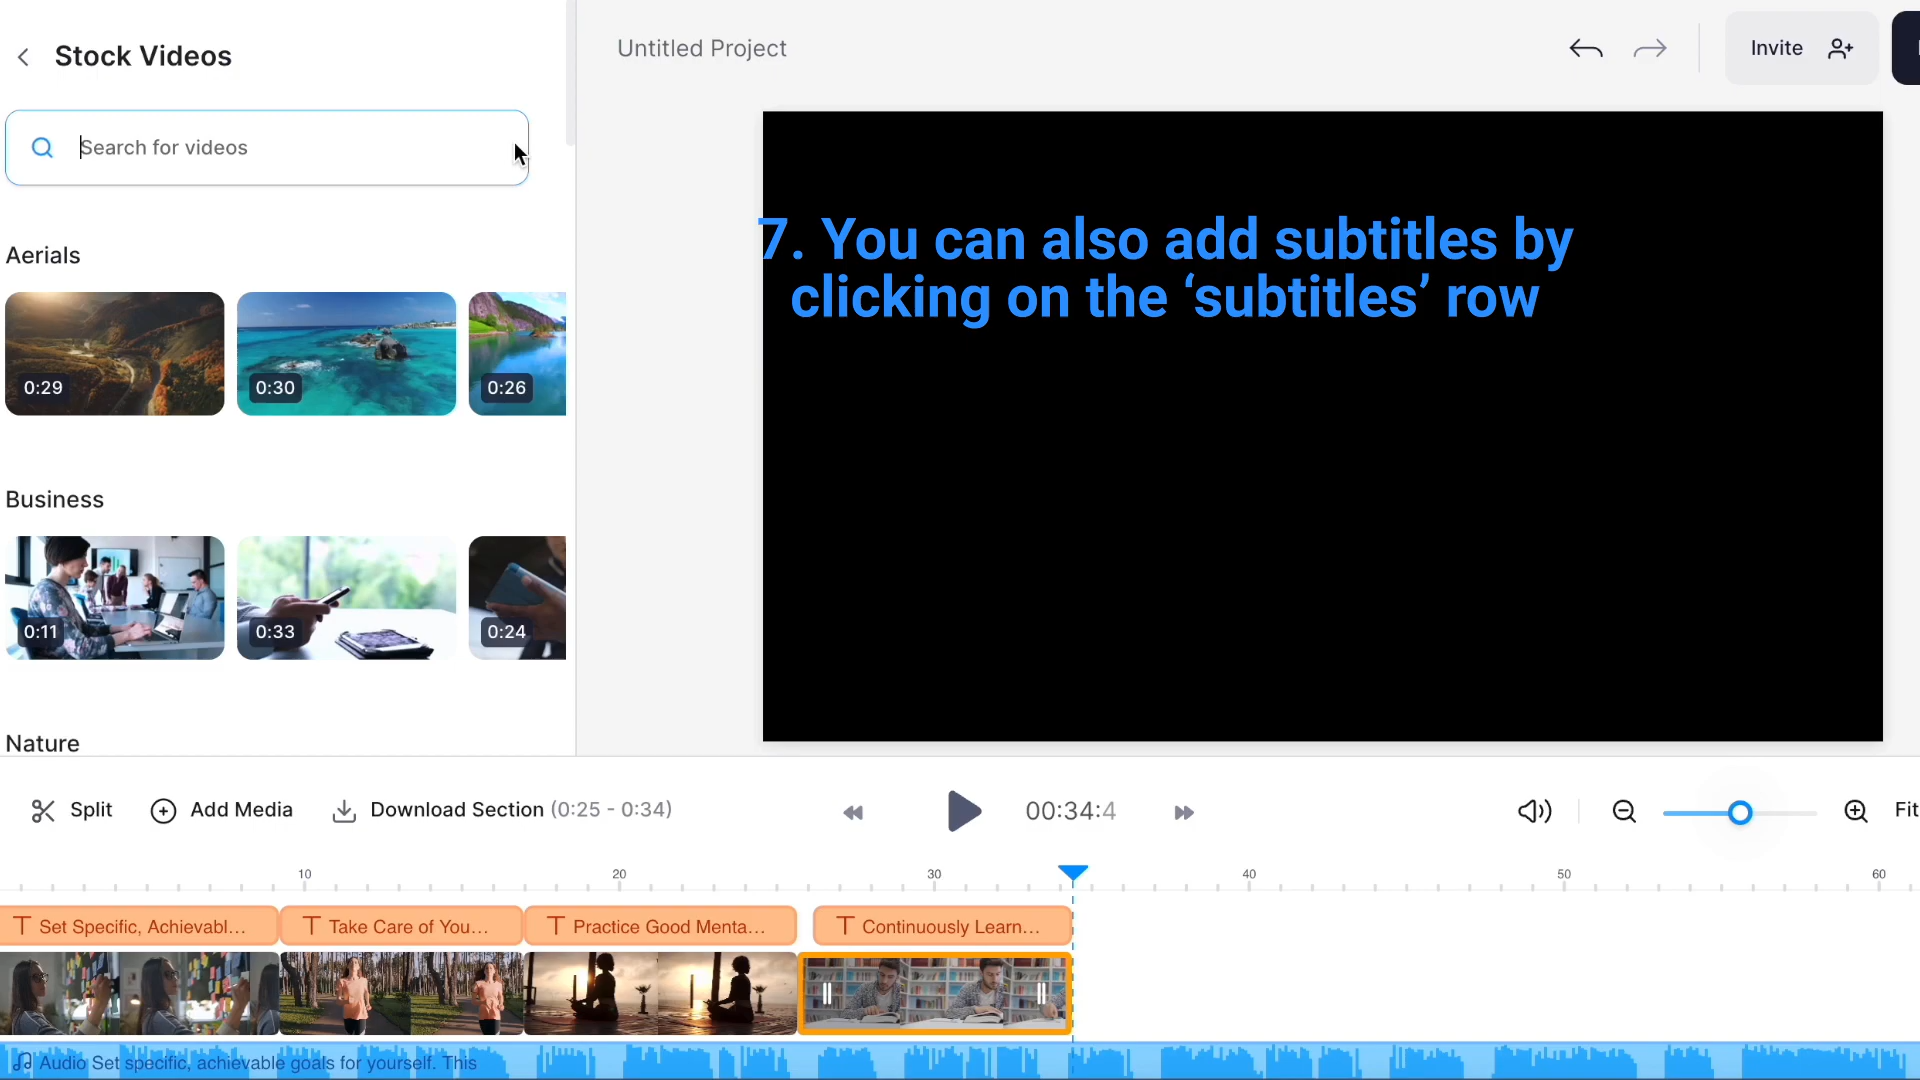 Stock Videos
Untitled Project
Invite
Search for videos
Aerials
0:29
0:30
0:26
7. You can also add subtitles by
clicking on the ‘subtitles’ row
Business
0:11
0:33
0:24
Nature
Split
Add Media
Download Section (0:25 - 0:34)
00:34:4
Fit
10
20
30
40
50
60
Set Specific, Achievabl...
Take Care of You...
Practice Good Menta...
Continuously Learn...
Audio Set specific, achievable goals for yourself. This